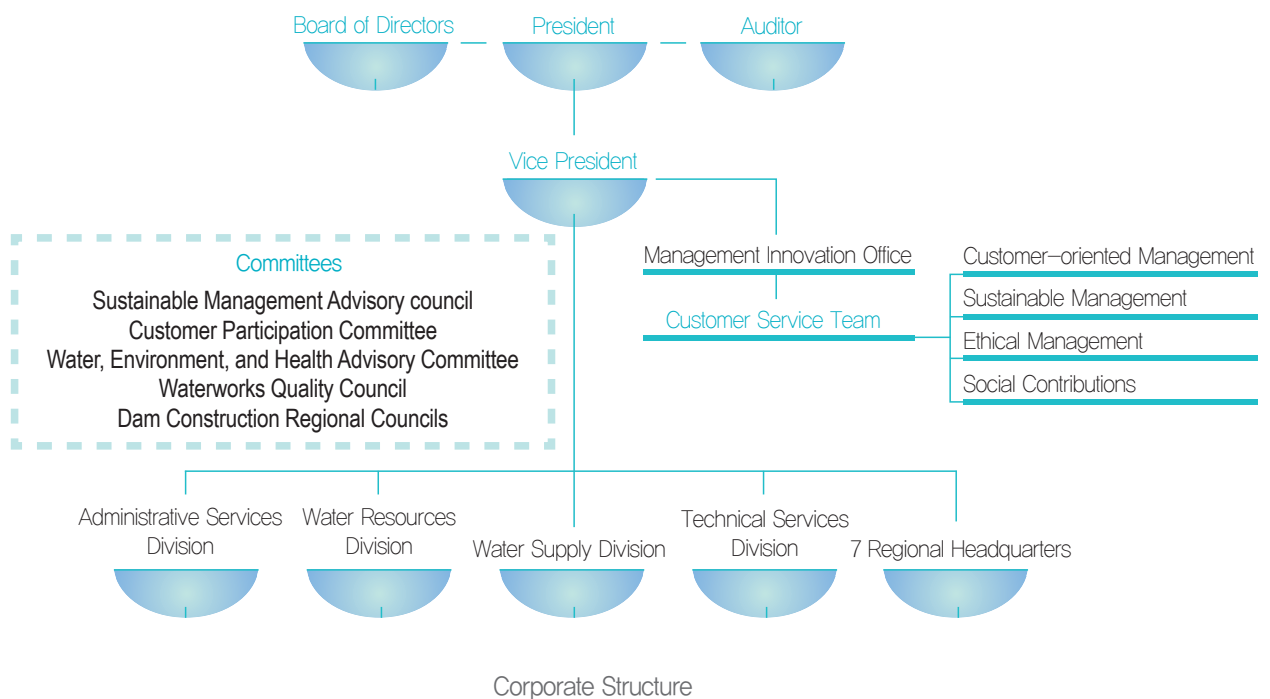 Board of Directors
President
Auditor
Vice President
Committees
Sustainable Management Advisory council
Customer Participation Committee
Water, Environment, and Health Advisory Committee
Waterworks Quality Council
Dam Construction Regional Councils
Management Innovation Office
Customer Service Team
Customer-oriented Management
Sustainable Management
Ethical Management
Social Contributions
Administrative Services
Division
Water Resources
Division
Water Supply Division
Technical Services
Division
7 Regional Headquarters
Corporate Structure